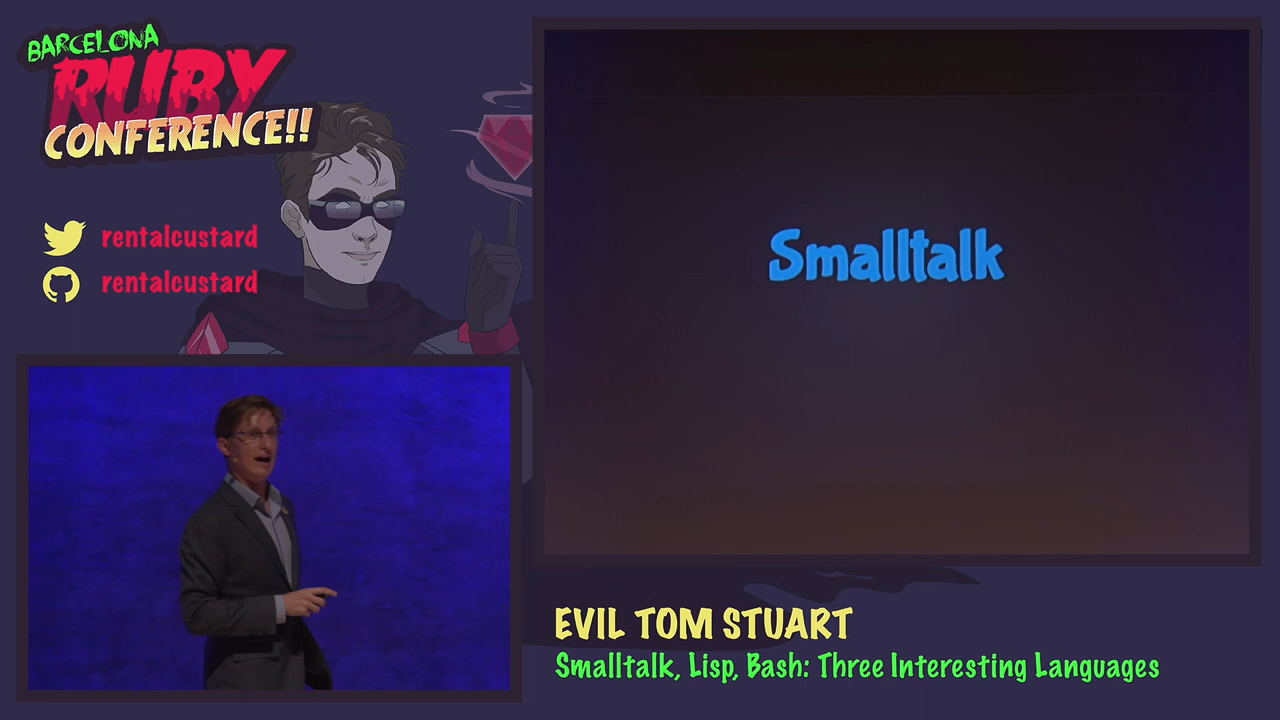 BARCELONA
RUBY
CONFERENCE!!
rentalcustard
rentalcustard
Smalltalk
EVIL TOM STUART
Smalltalk, Lisp, Bash: Three Interesting Languages